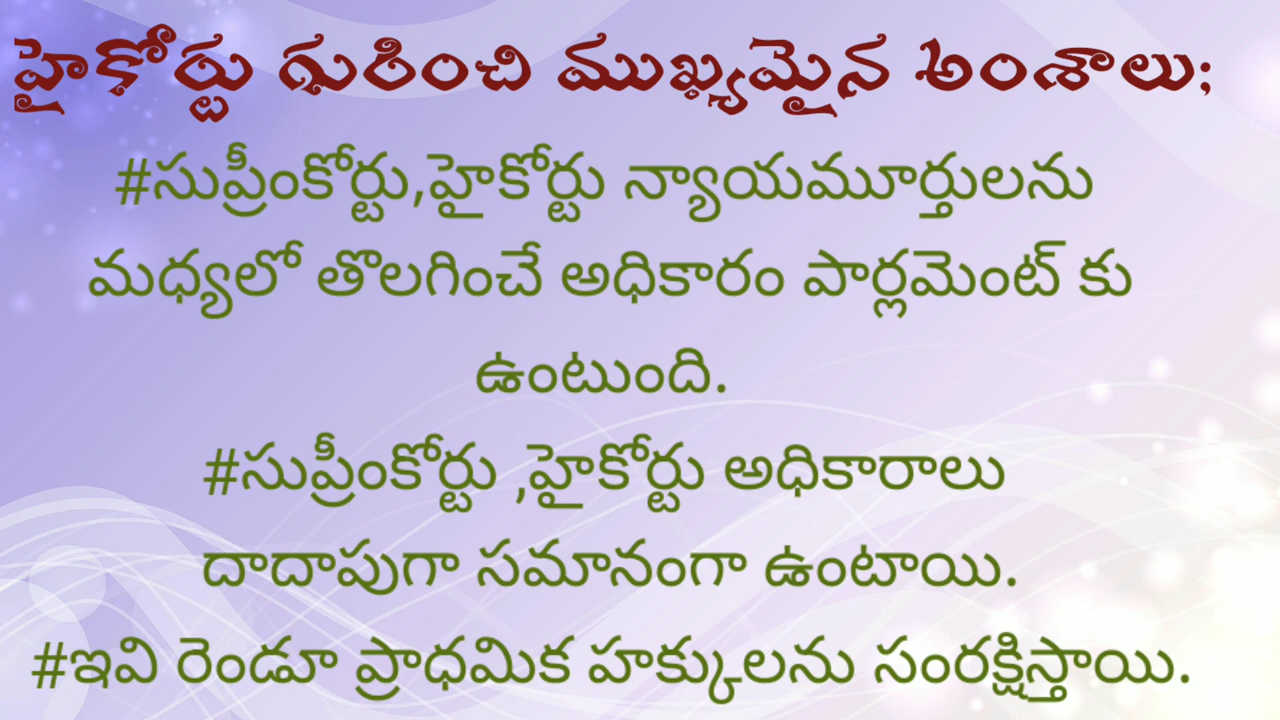 హైకోర్టు గురించి ముఖ్యమైన అంశాలు;
#సుప్రీంకోర్టు,హైకోర్టు న్యాయమూర్తులను
మధ్యలో తొలగించే అధికారం పార్లమెంట్ కు
ఉంటుంది.
#సుప్రీంకోర్టు ,హైకోర్టు అధికారాలు
దాదాపుగా సమానంగా ఉంటాయి.
#ఇవి రెండూ ప్రాధమిక హక్కులను సంరక్షిస్తాయి.